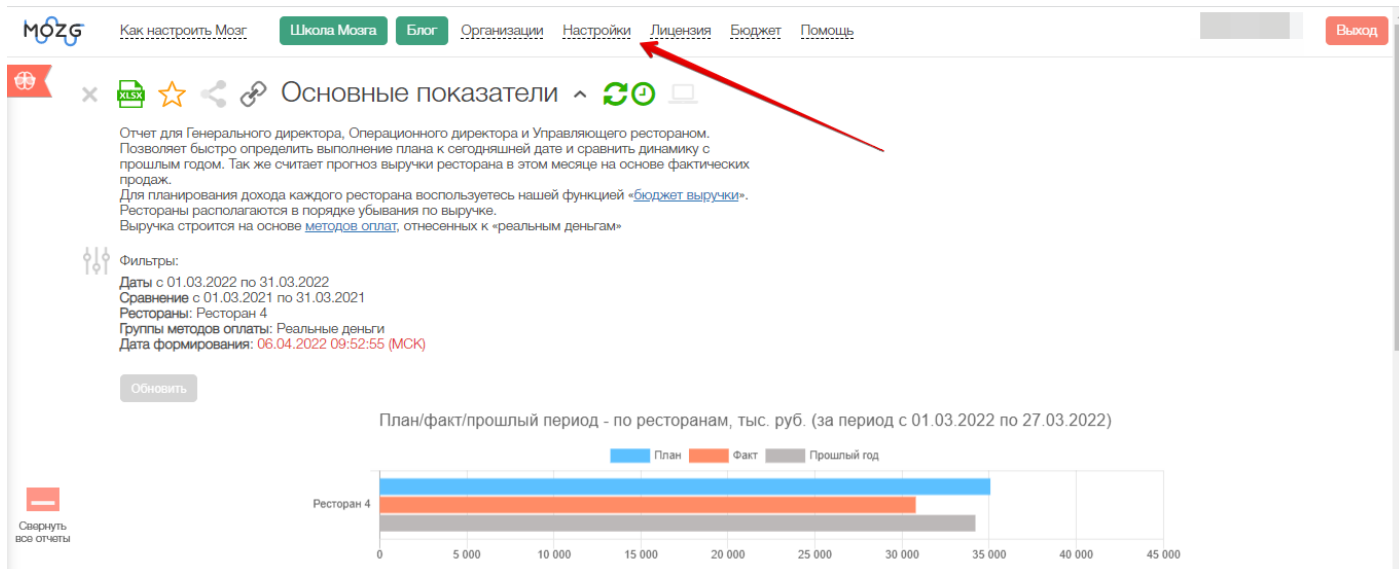 MOZG
Как настроить Мозг
Школа Мозга
Блог
Организации
Настройки
Лицензия
Бюджет
Помощь
Выход
XLSX
Основные показатели
Отчет для Генерального директора, Операционного директора и Управляющего рестораном.
Позволяет быстро определить выполнение плана к сегодняшней дате и сравнить динамику с
прошлым годом. Так же считает прогноз выручки ресторана в этом месяце на основе фактических
продаж.
Для планирования дохода каждого ресторана воспользуетесь нашей функцией «бюджет выручки».
Рестораны располагаются в порядке убывания по выручке.
Выручка строится на основе методов оплат, отнесенных к «реальным деньгам»
Фильтры:
Даты с 01.03.2022 по 31.03.2022
Сравнение с 01.03.2021 по 31.03.2021
Рестораны: Ресторан 4
Группы методов оплаты: Реальные деньги
Дата формирования: 06.04.2022 09:52:55 (МСК)
Обновить
План/факт/прошлый период - по ресторанам, тыс. руб. (за период с 01.03.2022 по 27.03.2022)
План
Факт
Прошлый год
Ресторан 4
0 5 000 10 000 15 000 20 000 25 000 30 000 35 000 40 000 45 000
Свернуть
все отчеты